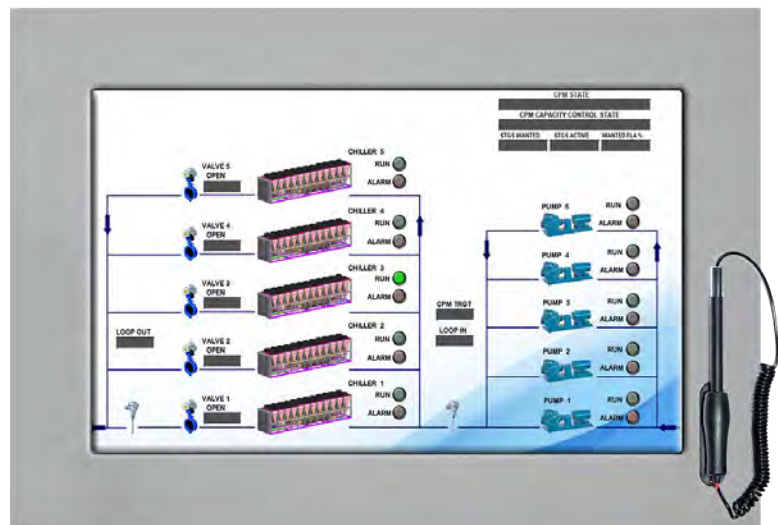 CPM STATE
CPM CAPACITY CONTROL STATE
STGS WANTED STGS ACTIVE WANTED FLA %
CHILLER 5
VALVE 5
OPEN
RUN
ALARM
CHILLER 4
VALVE 4
OPEN
RUN
ALARM
CHILLER 3
VALVE 3
OPEN
RUN
ALARM
CHILLER 2
VALVE 2
OPEN
RUN
ALARM
CHILLER 1
VALVE 1
OPEN
RUN
ALARM
LOOP OUT
CPM TRGT
LOOP IN
PUMP 5
RUN
ALARM
PUMP 4
RUN
ALARM
PUMP 3
RUN
ALARM
PUMP 2
RUN
ALARM
PUMP 1
RUN
ALARM